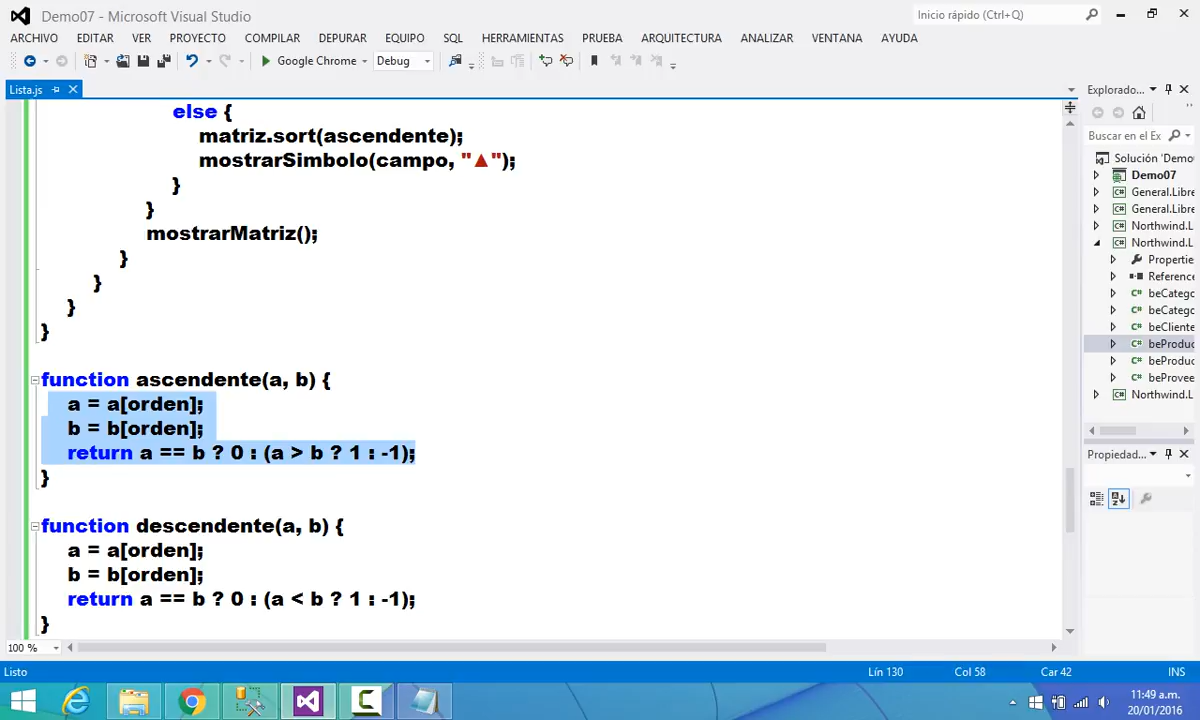 Demo07 - Microsoft Visual Studio
Inicio rápido (Ctrl+Q)
ARCHIVO EDITAR VER PROYECTO COMPILAR DEPURAR EQUIPO SQL HERRAMIENTAS PRUEBA ARQUITECTURA ANALIZAR VENTANA AYUDA
Google Chrome Debug
Lista.js
else {
matriz.sort(ascendente);
mostrarSimbolo(campo, "▲");
}
}
mostrarMatriz();
}
}
}
}
function ascendente(a, b) {
a = a[orden];
b = b[orden];
return a == b ? 0 : (a > b ? 1 : -1);
}
function descendente(a, b) {
a = a[orden];
b = b[orden];
return a == b ? 0 : (a < b ? 1 : -1);
}
100 %
Explorado...
Buscar en el Ex
Solución 'Demo
Demo07
General.Libre
General.Libre
Northwind.L
Northwind.L
Propertie
Reference
beCatego
beCatego
beCliente
beProduc
beProduc
beProvee
Northwind.L
Propiedad...
Listo Lín 130 Col 58 Car 42 INS
11:49 a.m.
20/01/2016